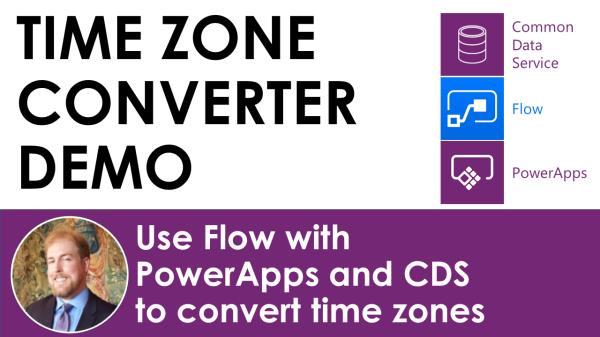 TIME ZONE
CONVERTER
DEMO
Common
Data
Service
Flow
PowerApps
Use Flow with
PowerApps and CDS
to convert time zones